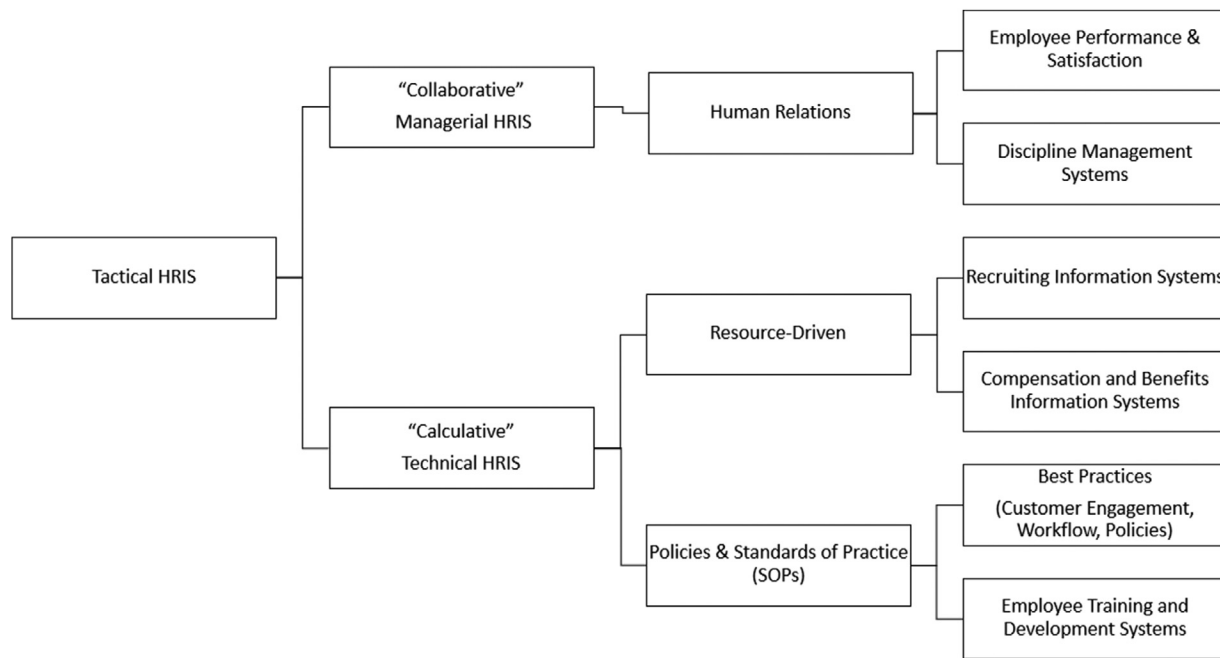 Tactical HRIS
“Collaborative”
Managerial HRIS
“Calculative”
Technical HRIS
Human Relations
Resource-Driven
Policies & Standards of Practice
(SOPs)
Employee Performance &
Satisfaction
Discipline Management
Systems
Recruiting Information Systems
Compensation and Benefits
Information Systems
Best Practices
(Customer Engagement,
Workflow, Policies)
Employee Training and
Development Systems